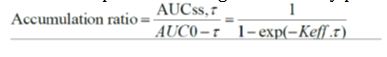 Accumulation ratio = AUCss,τ / AUC0−τ = 1 / 1−exp(−Keff.τ)